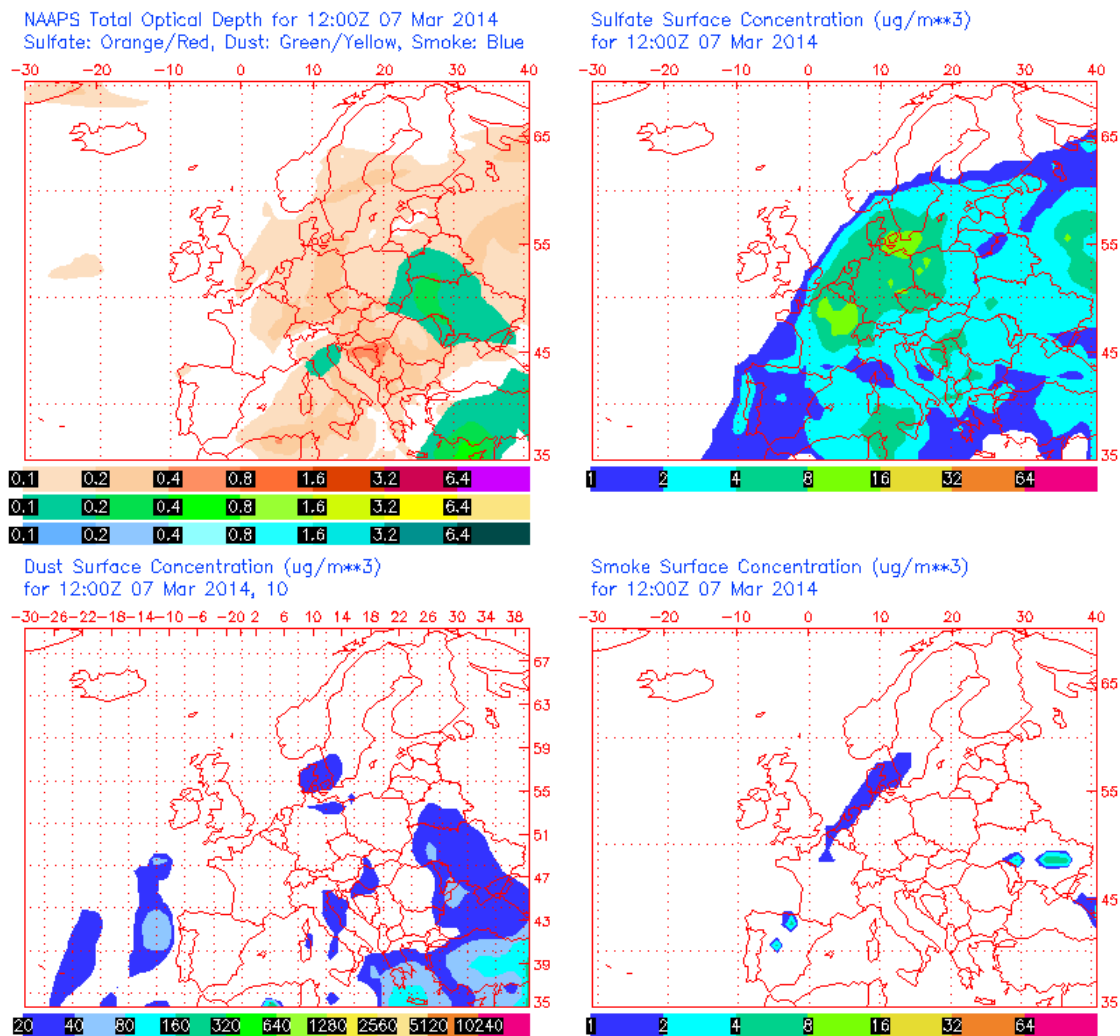 NAAPS Total Optical Depth for 12:00Z 07 Mar 2014
Sulfate: Orange/Red, Dust: Green/Yellow, Smoke: Blue
-30 -20 -10 0 10 20 30 40
65
55
45
35
0.1 0.2 0.4 0.8 1.6 3.2 6.4
0.1 0.2 0.4 0.8 1.6 3.2 6.4
0.1 0.2 0.4 0.8 1.6 3.2 6.4
Sulfate Surface Concentration (ug/m**3)
for 12:00Z 07 Mar 2014
-30 -20 -10 0 10 20 30 40
65
55
45
35
1 2 4 8 16 32 64
Dust Surface Concentration (ug/m**3)
for 12:00Z 07 Mar 2014, 10
-30 -26 -22 -18 -14 -10 -6 -2 2 6 10 14 18 22 26 30 34 38
67
63
59
55
51
47
43
39
35
20 40 80 160 320 640 1280 2560 5120 10240
Smoke Surface Concentration (ug/m**3)
for 12:00Z 07 Mar 2014
-30 -20 -10 0 10 20 30 40
65
55
45
35
1 2 4 8 16 32 64